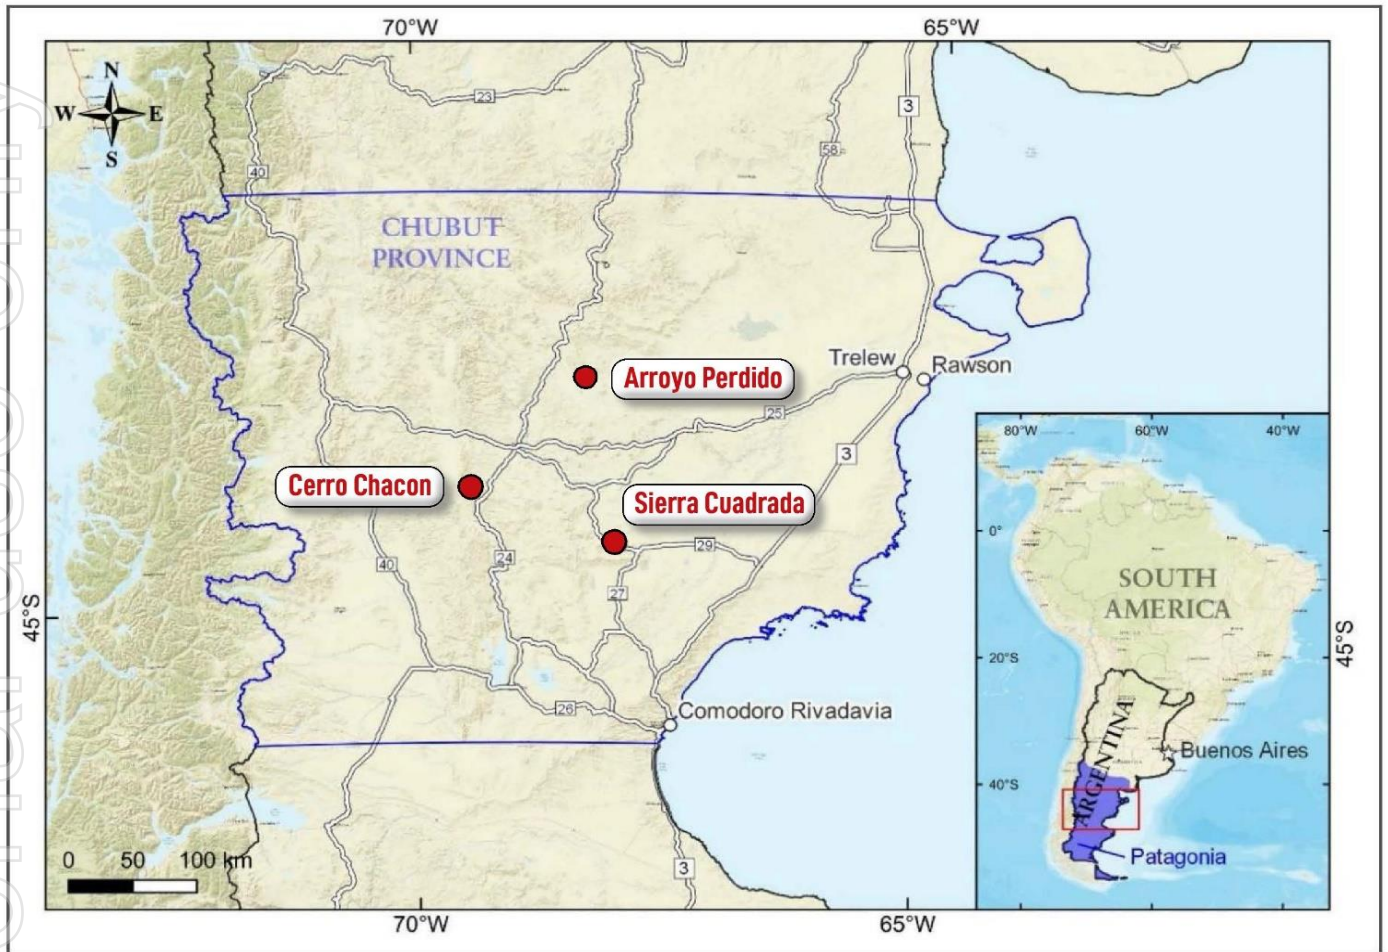 70°W
65°W
N
W
E
S
23
3
58
40
CHUBUT
PROVINCE
Trelew
Rawson
Arroyo Perdido
25
3
Cerro Chacon
Sierra Cuadrada
29
24
40
27
45°S
45°S
Comodoro Rivadavia
26
0 50 100 km
3
70°W
65°W
80°W
60°W
40°W
0°
SOUTH
AMERICA
20°S
ARGENTINA
Buenos Aires
40°S
Patagonia